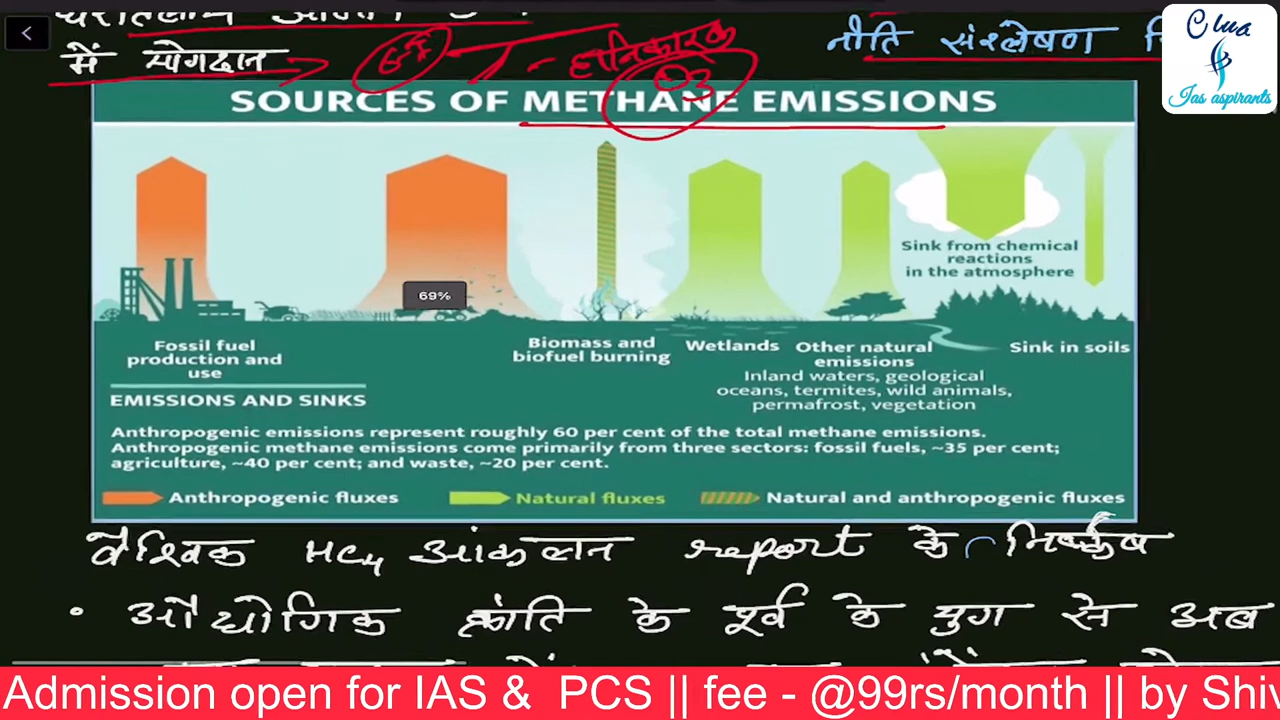 में योगदान
हानिकारक
O3
नीति संश्लेषण
Clua
Ias aspirants
SOURCES OF METHANE EMISSIONS
Sink from chemical
reactions
in the atmosphere
69%
Fossil fuel
production and
use
Biomass and
biofuel burning
Wetlands
Other natural
emissions
Inland waters, geological
oceans, termites, wild animals,
permafrost, vegetation
Sink in soils
EMISSIONS AND SINKS
Anthropogenic emissions represent roughly 60 per cent of the total methane emissions.
Anthropogenic methane emissions come primarily from three sectors: fossil fuels, ~35 per cent;
agriculture, ~40 per cent; and waste, ~20 per cent.
Anthropogenic fluxes
Natural fluxes
Natural and anthropogenic fluxes
वैश्विक HC4 आंकलन report के निष्कर्ष
• औद्योगिक क्रांति के पूर्व के युग से अब
Admission open for IAS & PCS || fee - @99rs/month || by Shiv